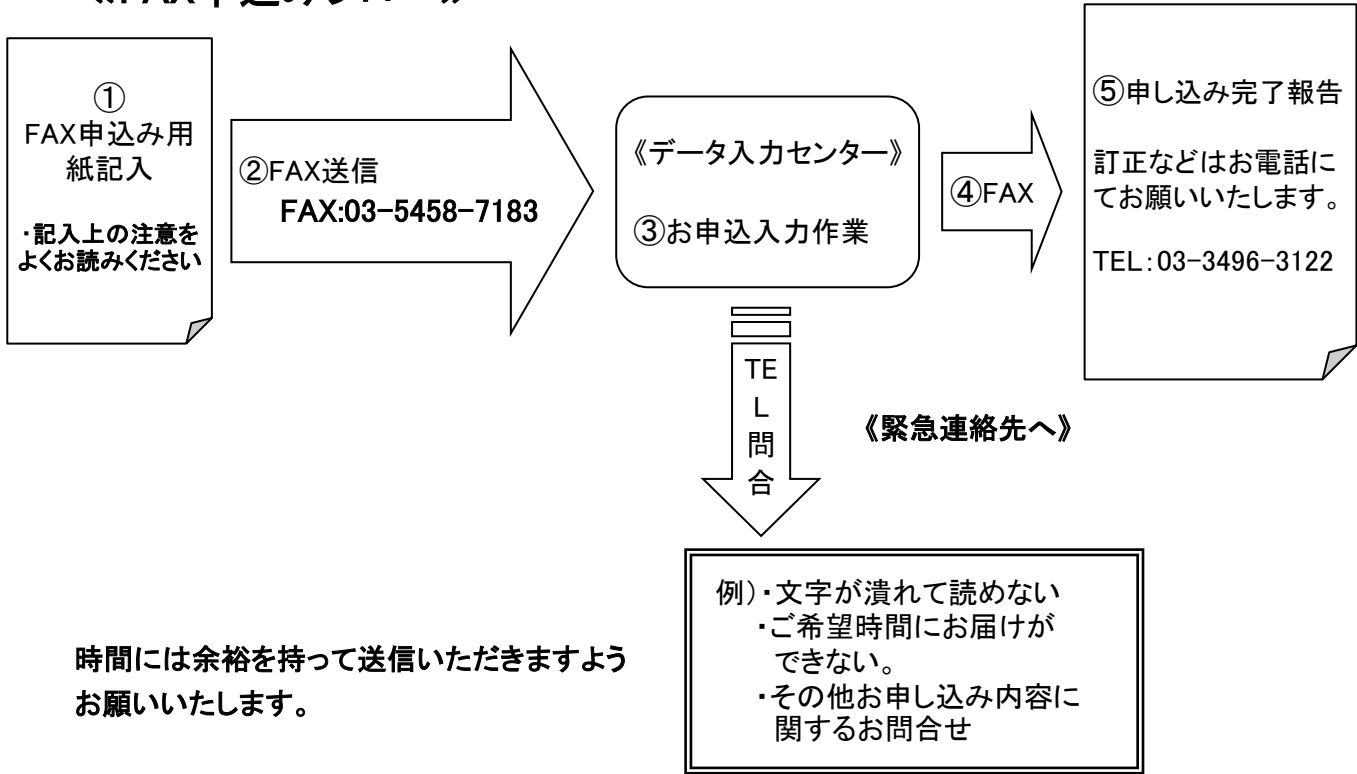 ①
FAX申込み用
紙記入
・記入上の注意を
よくお読みください
②FAX送信
FAX:03-5458-7183
《データ入力センター》
③お申込入力作業
④FAX
⑤申し込み完了報告
訂正などはお電話に
てお願いいたします。
TEL:03-3496-3122
TE
L
問
合
《緊急連絡先へ》
例)・文字が潰れて読めない
・ご希望時間にお届けが
できない。
・その他お申し込み内容に
関するお問合せ
時間には余裕を持って送信いただきますよう
お願いいたします。